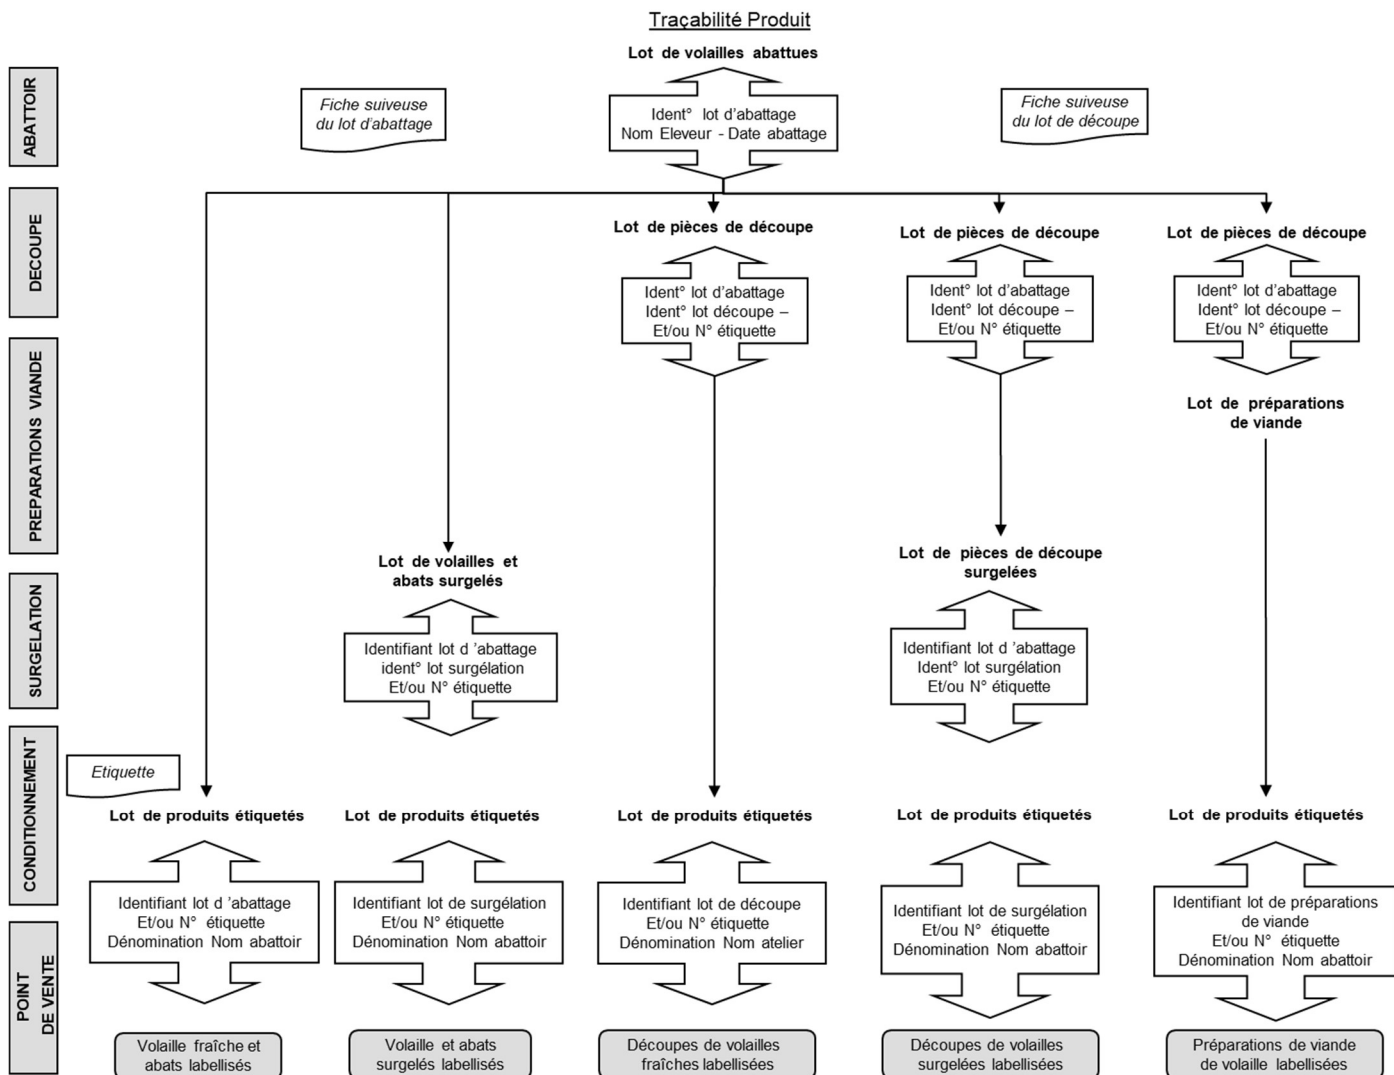 Traçabilité Produit
Lot de volailles abattues
ABATTOIR
Fiche suiveuse
du lot d'abattage
Ident° lot d'abattage
Nom Eleveur - Date abattage
Fiche suiveuse
du lot de découpe
DECOUPE
Lot de pièces de découpe
Ident° lot d'abattage
Ident° lot découpe –
Et/ou N° étiquette
Lot de pièces de découpe
Ident° lot d'abattage
Ident° lot découpe –
Et/ou N° étiquette
Lot de pièces de découpe
Ident° lot d'abattage
Ident° lot découpe –
Et/ou N° étiquette
PREPARATIONS VIANDE
Lot de préparations
de viande
Lot de volailles et
abats surgelés
Lot de pièces de découpe
surgelées
SURGELATION
Identifiant lot d 'abattage
ident° lot surgélation
Et/ou N° étiquette
Identifiant lot d 'abattage
Ident° lot surgélation
Et/ou N° étiquette
CONDITIONNEMENT
Etiquette
Lot de produits étiquetés
Lot de produits étiquetés
Lot de produits étiquetés
Lot de produits étiquetés
Lot de produits étiquetés
Identifiant lot d 'abattage
Et/ou N° étiquette
Dénomination Nom abattoir
Identifiant lot de surgélation
Et/ou N° étiquette
Dénomination Nom abattoir
Identifiant lot de découpe
Et/ou N° étiquette
Dénomination Nom atelier
Identifiant lot de surgélation
Et/ou N° étiquette
Dénomination Nom abattoir
Identifiant lot de préparations
de viande
Et/ou N° étiquette
Dénomination Nom abattoir
POINT
DE VENTE
Volaille fraîche et
abats labellisés
Volaille et abats
surgelés labellisés
Découpes de volailles
fraîches labellisées
Découpes de volailles
surgelées labellisées
Préparations de viande
de volaille labellisées